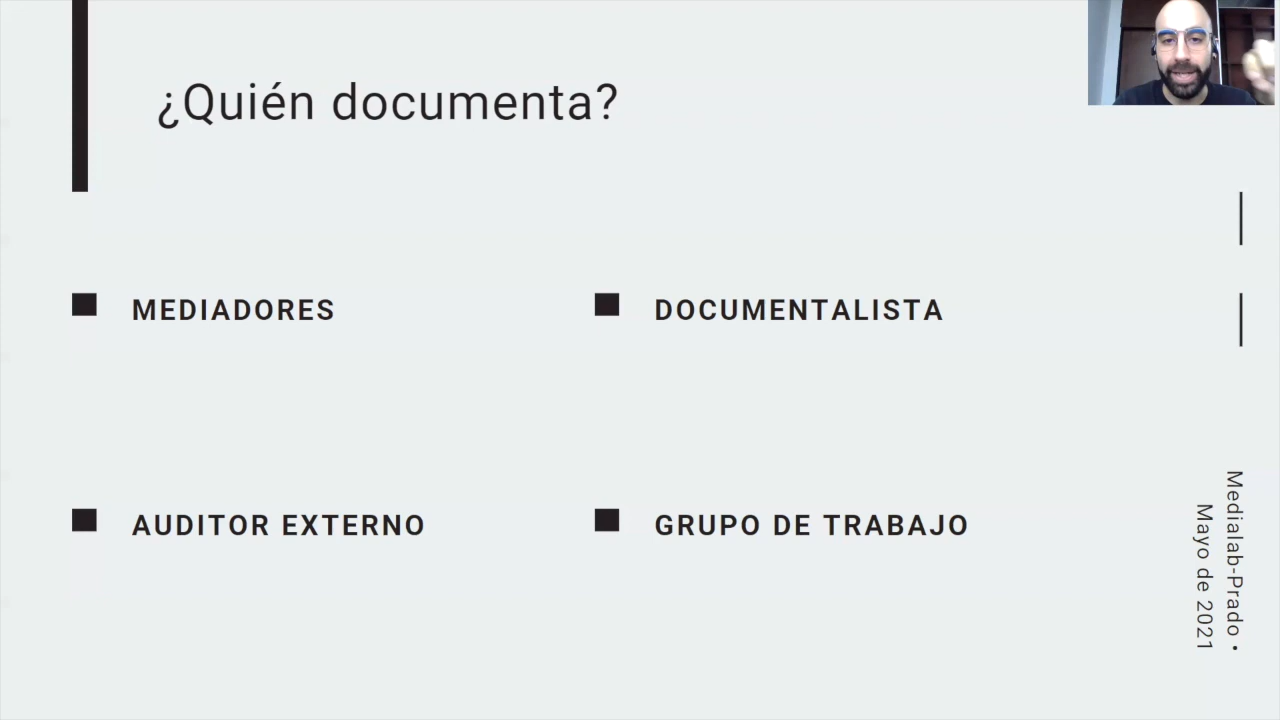 ¿Quién documenta?
MEDIADORES
DOCUMENTALISTA
AUDITOR EXTERNO
GRUPO DE TRABAJO
Medialab-Prado •
Mayo de 2021